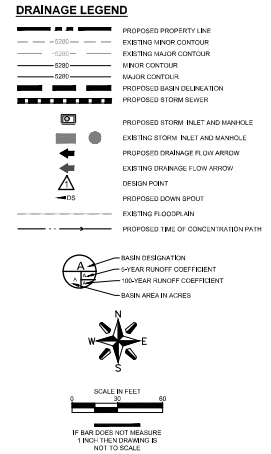 DRAINAGE LEGEND
PROPOSED PROPERTY LINE
5280 EXISTING MINOR CONTOUR
5280 EXISTING MAJOR CONTOUR
5280 MINOR CONTOUR
5280 MAJOR CONTOUR
PROPOSED BASIN DELINEATION
PROPOSED STORM SEWER
PROPOSED STORM INLET AND MANHOLE
EXISTING STORM INLET AND MANHOLE
PROPOSED DRAINAGE FLOW ARROW
EXISTING DRAINAGE FLOW ARROW
1 DESIGN POINT
DS PROPOSED DOWN SPOUT
EXISTING FLOODPLAIN
PROPOSED TIME OF CONCENTRATION PATH
BASIN DESIGNATION
A 5-YEAR RUNOFF COEFFICIENT
A A A 100-YEAR RUNOFF COEFFICIENT
BASIN AREA IN ACRES
N
W E
S
SCALE IN FEET
0 30 60
IF BAR DOES NOT MEASURE
1 INCH THEN DRAWING IS
NOT TO SCALE